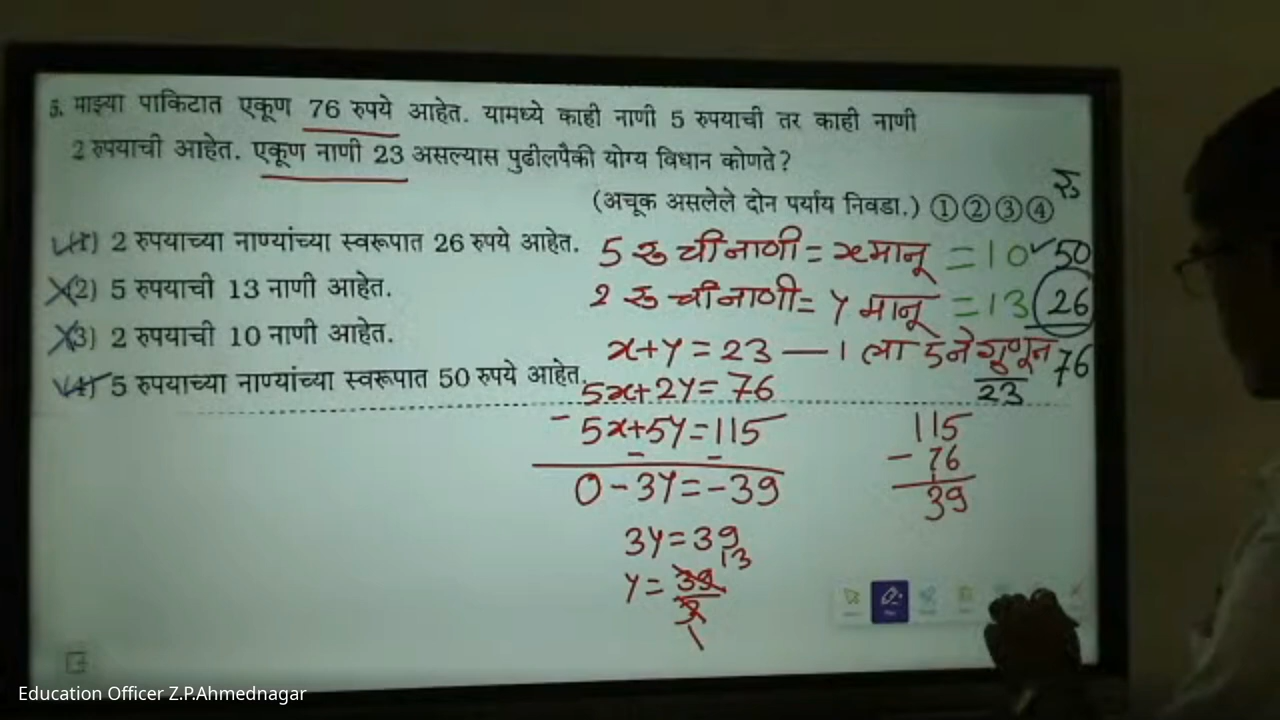 5. माझ्या पाकिटात एकूण 76 रुपये आहेत. यामध्ये काही नाणी 5 रुपयाची तर काही नाणी
2 रुपयाची आहेत. एकूण नाणी 23 असल्यास पुढीलपैकी योग्य विधान कोणते?
(अचूक असलेले दोन पर्याय निवडा.) ① ② ③ ④
रु
(1) 2 रुपयाच्या नाण्यांच्या स्वरूपात 26 रुपये आहेत.
(2) 5 रुपयाची 13 नाणी आहेत.
(3) 2 रुपयाची 10 नाणी आहेत.
(4) 5 रुपयाच्या नाण्यांच्या स्वरूपात 50 रुपये आहेत.
5 रु ची नाणी = x मानू = 10 ✓ 50
2 रु ची नाणी = y मानू = 13 26
x+y = 23 — 1 ला 5 ने गुणून 76
23
5x+2y = 76
- 5x+5y = 115
- -
0 - 3y = -39
3y = 39
13
y = 39
3
1
115
- 76
39
Education Officer Z.P.Ahmednagar